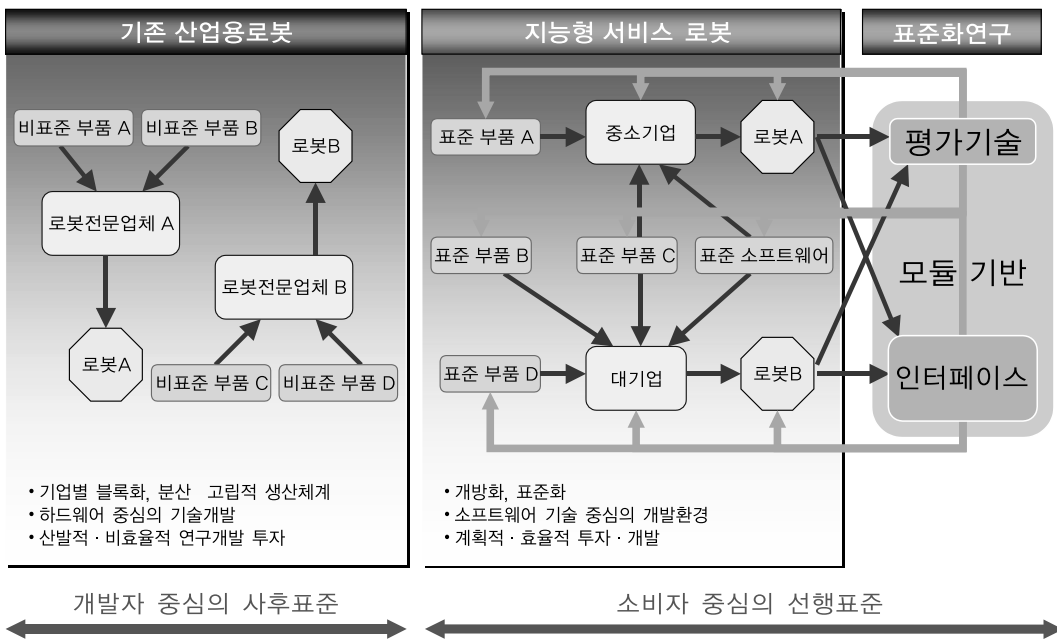 기존 산업용로봇
비표준 부품 A
비표준 부품 B
로봇B
로봇전문업체 A
로봇전문업체 B
로봇A
비표준 부품 C
비표준 부품 D
• 기업별 블록화, 분산 고립적 생산체계
• 하드웨어 중심의 기술개발
• 산발적 · 비효율적 연구개발 투자
개발자 중심의 사후표준
지능형 서비스 로봇
표준 부품 A
중소기업
로봇A
표준 부품 B
표준 부품 C
표준 소프트웨어
표준 부품 D
대기업
로봇B
• 개방화, 표준화
• 소프트웨어 기술 중심의 개발환경
• 계획적 · 효율적 투자 · 개발
표준화연구
평가기술
모듈 기반
인터페이스
소비자 중심의 선행표준